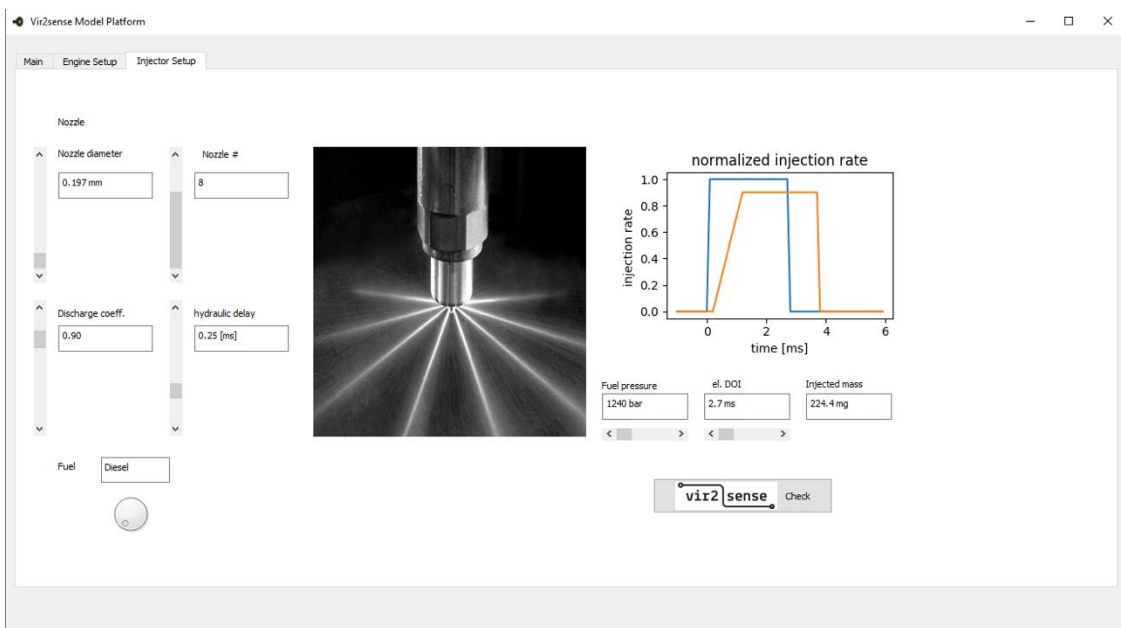 Vir2sense Model Platform
Main Engine Setup Injector Setup
Nozzle
Nozzle diameter Nozzle #
0.197 mm 8
Discharge coeff. hydraulic delay
0.90 0.25 [ms]
Fuel Diesel
normalized injection rate
1.0
0.8
0.6
0.4
0.2
0.0
injection rate
0 2 4 6
time [ms]
Fuel pressure el. DOI Injected mass
1240 bar 2.7 ms 224.4 mg
vir2 sense Check